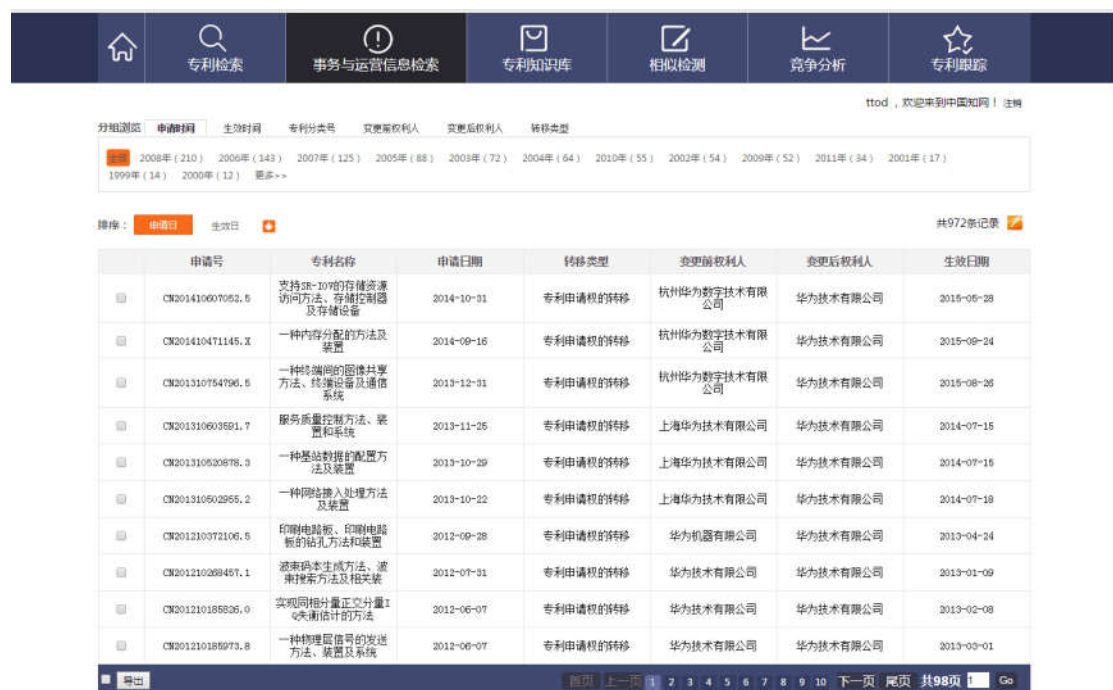 专利检索 事务与运营信息检索 专利知识库 相似检测 竞争分析 专利跟踪
ttod ，欢迎来到中国知网！ 注销
分组浏览 申请时间 生效时间 专利分类号 变更前权利人 变更后权利人 转移类型
全部 2008年 ( 210 ) 2006年 ( 143 ) 2007年 ( 125 ) 2005年 ( 88 ) 2003年 ( 72 ) 2004年 ( 64 ) 2010年 ( 55 ) 2002年 ( 54 ) 2009年 ( 52 ) 2011年 ( 34 ) 2001年 ( 17 )
1999年 ( 14 ) 2000年 ( 12 ) 更多>>
排序： 申请日 生效日 共972条记录
申请号 专利名称 申请日期 转移类型 变更前权利人 变更后权利人 生效日期
支持SR-IOV的存储资源
访问方法、存储控制器
及存储设备
CN201410607052.5 2014-10-31 专利申请权的转移 杭州华为数字技术有限
公司
华为技术有限公司 2015-05-28
CN201410471145.X 一种内存分配的方法及
装置
2014-09-16 专利申请权的转移 杭州华为数字技术有限
公司
华为技术有限公司 2015-09-24
CN201310754796.5 一种终端间的图像共享
方法、终端设备及通信
系统
2013-12-31 专利申请权的转移 杭州华为数字技术有限
公司
华为技术有限公司 2015-08-26
CN201310603591.7 服务质量控制方法、装
置和系统
2013-11-25 专利申请权的转移 上海华为技术有限公司 华为技术有限公司 2014-07-15
CN201310520878.3 一种基站数据的配置方
法及装置
2013-10-29 专利申请权的转移 上海华为技术有限公司 华为技术有限公司 2014-07-15
CN201310502955.2 一种网络接入处理方法
及装置
2013-10-22 专利申请权的转移 上海华为技术有限公司 华为技术有限公司 2014-07-18
CN201210372106.5 印刷电路板、印刷电路
板的钻孔方法和装置
2012-09-28 专利申请权的转移 华为机器有限公司 华为技术有限公司 2013-04-24
CN201210268457.1 波束码本生成方法、波
束搜索方法及相关装
2012-07-31 专利申请权的转移 华为技术有限公司 华为技术有限公司 2013-01-09
CN201210185826.0 实现同相分量正交分量I
Q失衡估计的方法
2012-06-07 专利申请权的转移 华为技术有限公司 华为技术有限公司 2013-02-08
CN201210185973.8 一种物理层信号的发送
方法、装置及系统
2012-06-07 专利申请权的转移 华为技术有限公司 华为技术有限公司 2013-03-01
导出 首页 上一页 1 2 3 4 5 6 7 8 9 10 下一页 尾页 共98页 1 Go